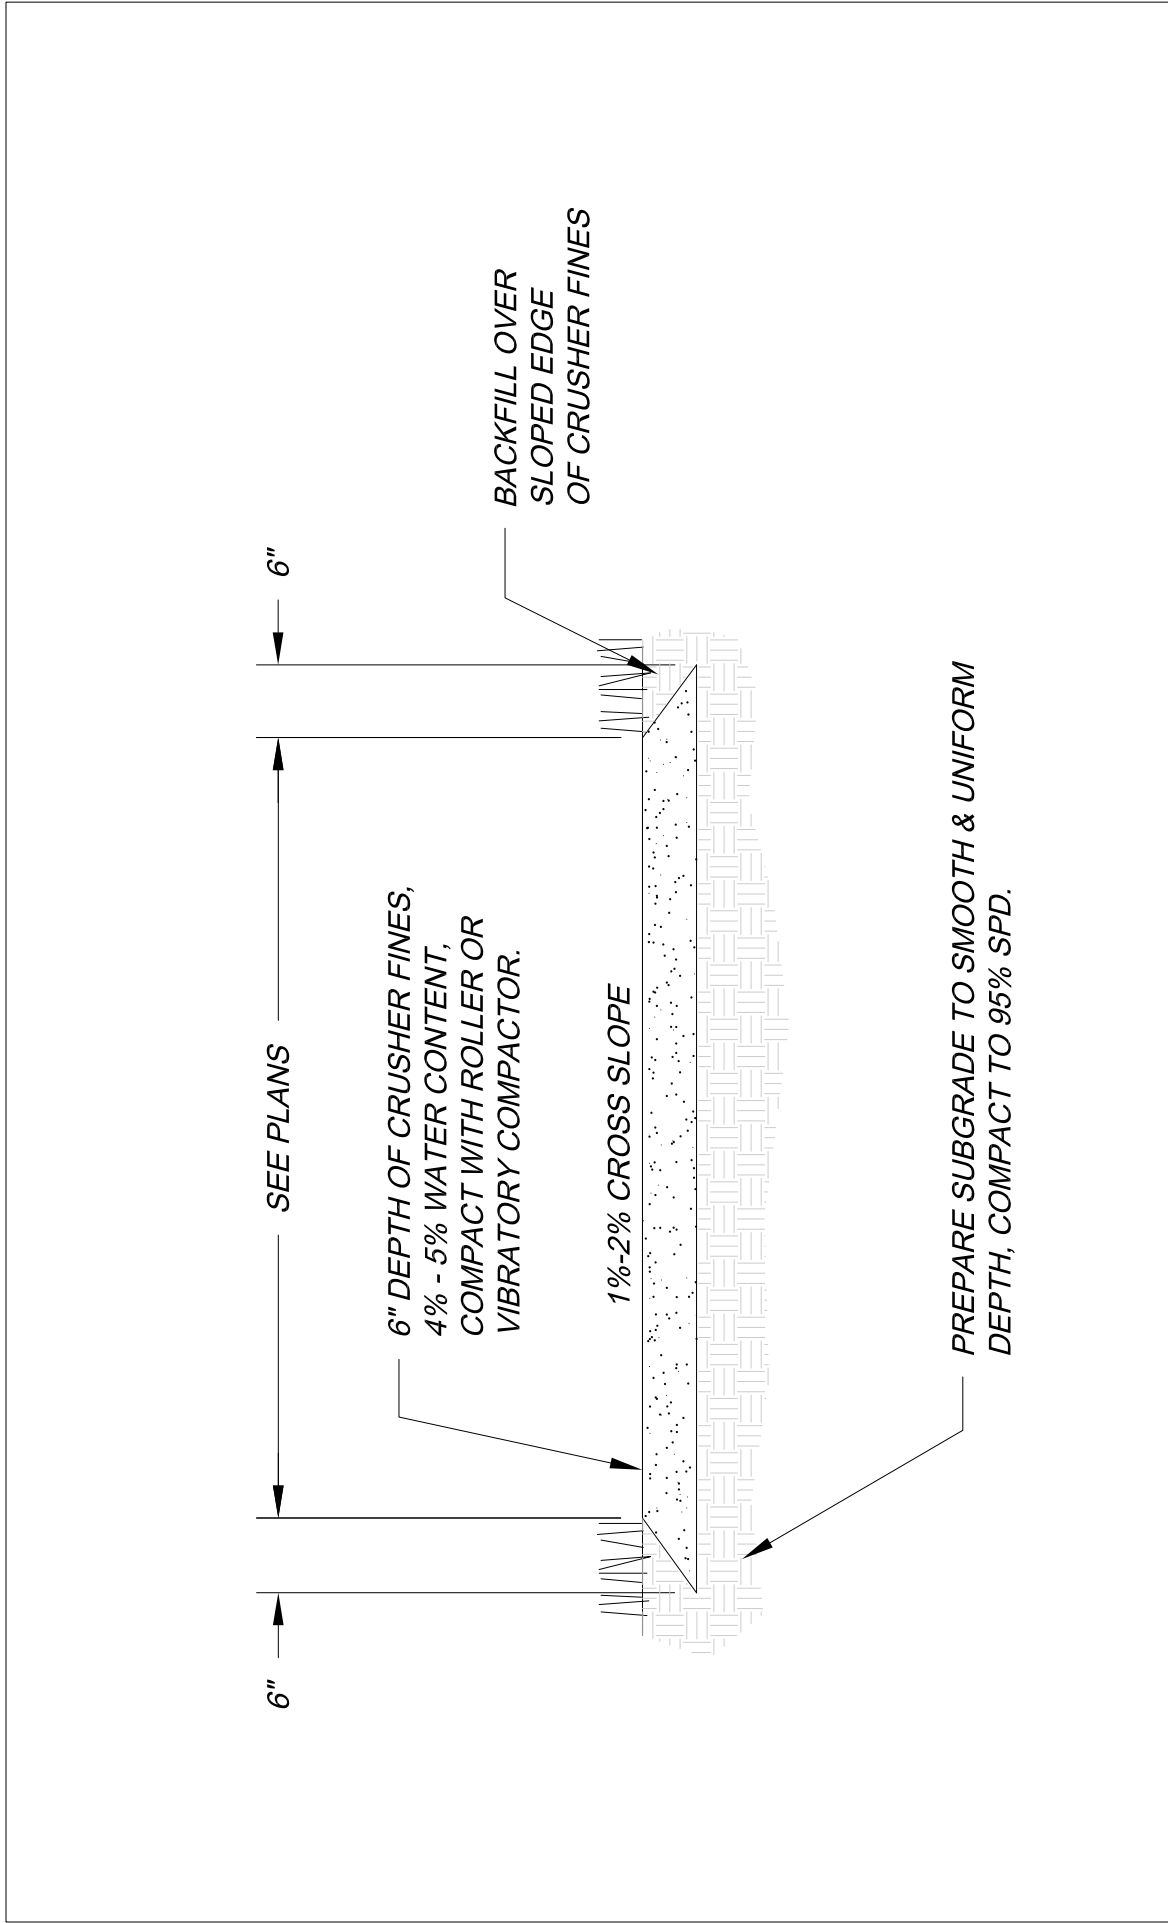 6"
SEE PLANS
6"
6" DEPTH OF CRUSHER FINES,
4% - 5% WATER CONTENT,
COMPACT WITH ROLLER OR
VIBRATORY COMPACTOR.
BACKFILL OVER
SLOPED EDGE
OF CRUSHER FINES
1%-2% CROSS SLOPE
PREPARE SUBGRADE TO SMOOTH & UNIFORM
DEPTH, COMPACT TO 95% SPD.